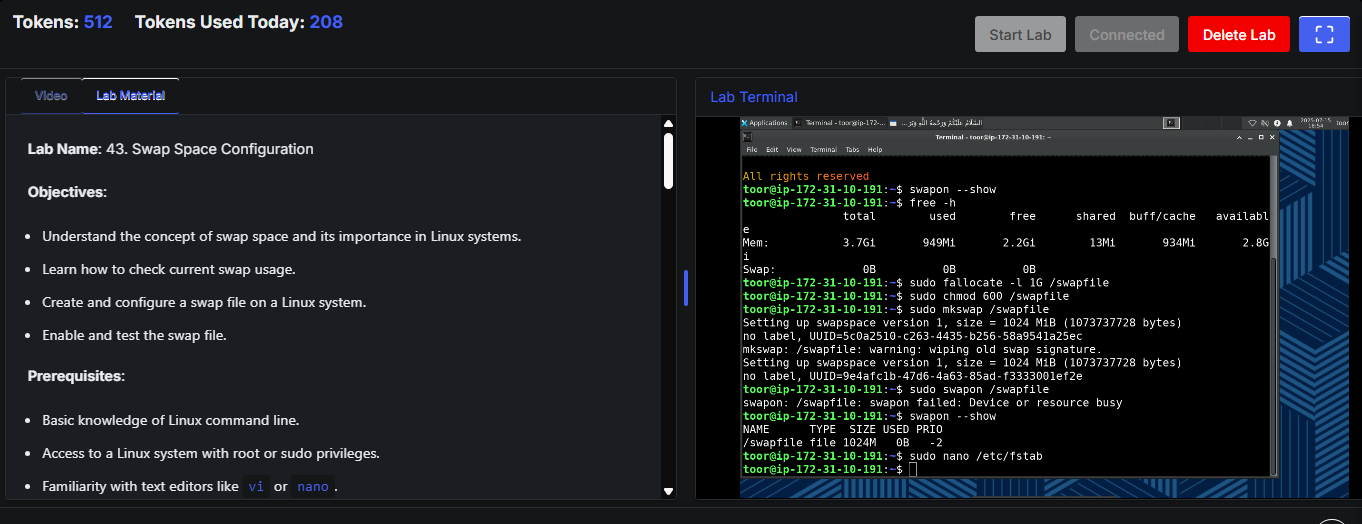 Tokens: 512 Tokens Used Today: 208
Start Lab
Connected
Delete Lab
Video
Lab Material
Lab Name: 43. Swap Space Configuration
Objectives:
• Understand the concept of swap space and its importance in Linux systems.
• Learn how to check current swap usage.
• Create and configure a swap file on a Linux system.
• Enable and test the swap file.
Prerequisites:
• Basic knowledge of Linux command line.
• Access to a Linux system with root or sudo privileges.
• Familiarity with text editors like vi or nano .
Lab Terminal
Applications
Terminal - toor@ip-172-...
السَّلَامُ عَلَيْكُمْ وَرَحْمَةُ اللَّهِ وَبَرَ...
2025-07-15
18:54
toor
Terminal - toor@ip-172-31-10-191: ~
File Edit View Terminal Tabs Help
All rights reserved
toor@ip-172-31-10-191:~$ swapon --show
toor@ip-172-31-10-191:~$ free -h
total used free shared buff/cache availabl
e
Mem: 3.7Gi 949Mi 2.2Gi 13Mi 934Mi 2.8G
i
Swap: 0B 0B 0B
toor@ip-172-31-10-191:~$ sudo fallocate -l 1G /swapfile
toor@ip-172-31-10-191:~$ sudo chmod 600 /swapfile
toor@ip-172-31-10-191:~$ sudo mkswap /swapfile
Setting up swapspace version 1, size = 1024 MiB (1073737728 bytes)
no label, UUID=5c0a2510-c263-4435-b256-58a9541a25ec
mkswap: /swapfile: warning: wiping old swap signature.
Setting up swapspace version 1, size = 1024 MiB (1073737728 bytes)
no label, UUID=9e4afc1b-47d6-4a63-85ad-f3333001ef2e
toor@ip-172-31-10-191:~$ sudo swapon /swapfile
swapon: /swapfile: swapon failed: Device or resource busy
toor@ip-172-31-10-191:~$ swapon --show
NAME TYPE SIZE USED PRIO
/swapfile file 1024M 0B -2
toor@ip-172-31-10-191:~$ sudo nano /etc/fstab
toor@ip-172-31-10-191:~$